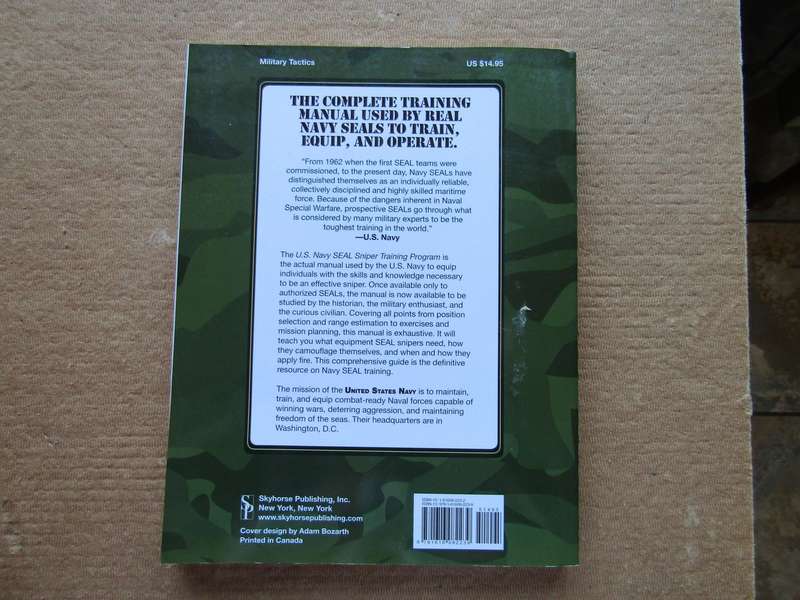 Military Tactics
US $14.95
THE COMPLETE TRAINING
MANUAL USED BY REAL
NAVY SEALS TO TRAIN,
EQUIP, AND OPERATE.
“From 1962 when the first SEAL teams were
commissioned, to the present day, Navy SEALs have
distinguished themselves as an individually reliable,
collectively disciplined and highly skilled maritime
force. Because of the dangers inherent in Naval
Special Warfare, prospective SEALs go through what
is considered by many military experts to be the
toughest training in the world.”
—U.S. Navy
The U.S. Navy SEAL Sniper Training Program is
the actual manual used by the U.S. Navy to equip
individuals with the skills and knowledge necessary
to be an effective sniper. Once available only to
authorized SEALs, the manual is now available to be
studied by the historian, the military enthusiast, and
the curious civilian. Covering all points from position
selection and range estimation to exercises and
mission planning, this manual is exhaustive. It will
teach you what equipment SEAL snipers need, how
they camouflage themselves, and when and how they
apply fire. This comprehensive guide is the definitive
resource on Navy SEAL training.
The mission of the UNITED STATES NAVY is to maintain,
train, and equip combat-ready Naval forces capable of
winning wars, deterring aggression, and maintaining
freedom of the seas. Their headquarters are in
Washington, D.C.
Skyhorse Publishing, Inc.
New York, New York
www.skyhorsepublishing.com
Cover design by Adam Bozarth
Printed in Canada